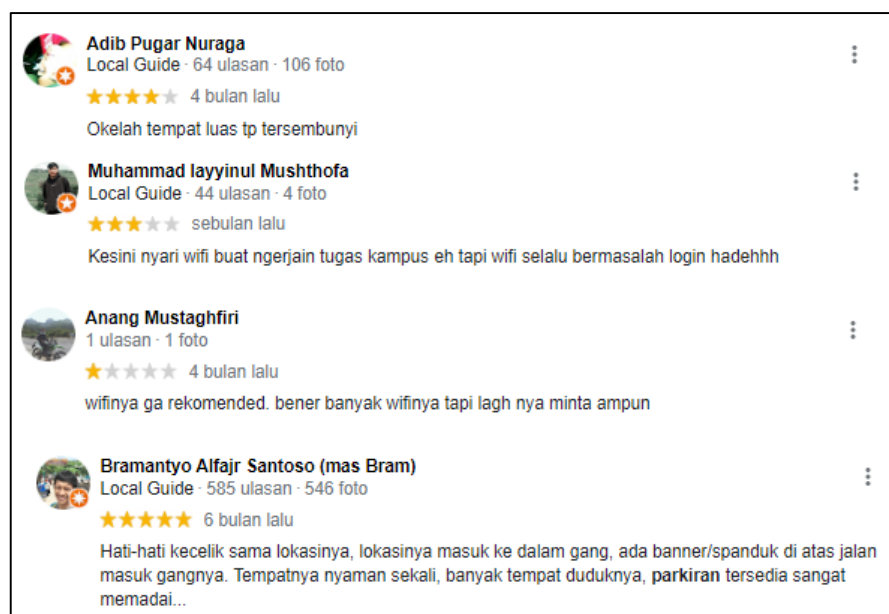 Adib Pugar Nuraga
Local Guide · 64 ulasan · 106 foto
4 bulan lalu
Okelah tempat luas tp tersembunyi
Muhammad Iayyinul Mushthofa
Local Guide · 44 ulasan · 4 foto
sebulan lalu
Kesini nyari wifi buat ngerjain tugas kampus eh tapi wifi selalu bermasalah login hadehhh
Anang Mustaghfiri
1 ulasan · 1 foto
4 bulan lalu
wifinya ga rekomended. bener banyak wifinya tapi lagh nya minta ampun
Bramantyo Alfajr Santoso (mas Bram)
Local Guide · 585 ulasan · 546 foto
6 bulan lalu
Hati-hati kecelik sama lokasinya, lokasinya masuk ke dalam gang, ada banner/spanduk di atas jalan
masuk gangnya. Tempatnya nyaman sekali, banyak tempat duduknya, parkiran tersedia sangat
memadai...